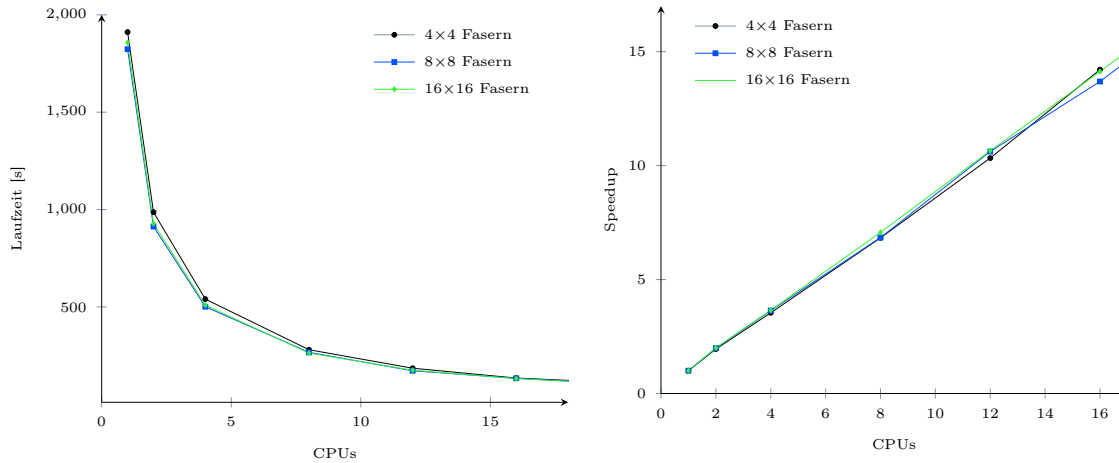 2,000
1,500
1,000
500
0
5
10
15
Laufzeit [s]
CPUs
4×4 Fasern
8×8 Fasern
16×16 Fasern
15
10
5
0
0
2
4
6
8
10
12
14
16
Speedup
CPUs
4×4 Fasern
8×8 Fasern
16×16 Fasern